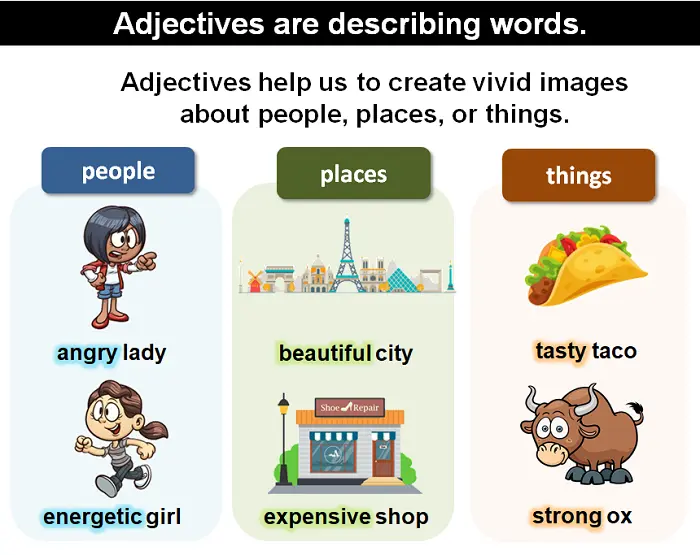 Adjectives are describing words.
Adjectives help us to create vivid images
about people, places, or things.
people
places
things
angry lady
beautiful city
tasty taco
Shoe Repair
energetic girl
expensive shop
strong ox